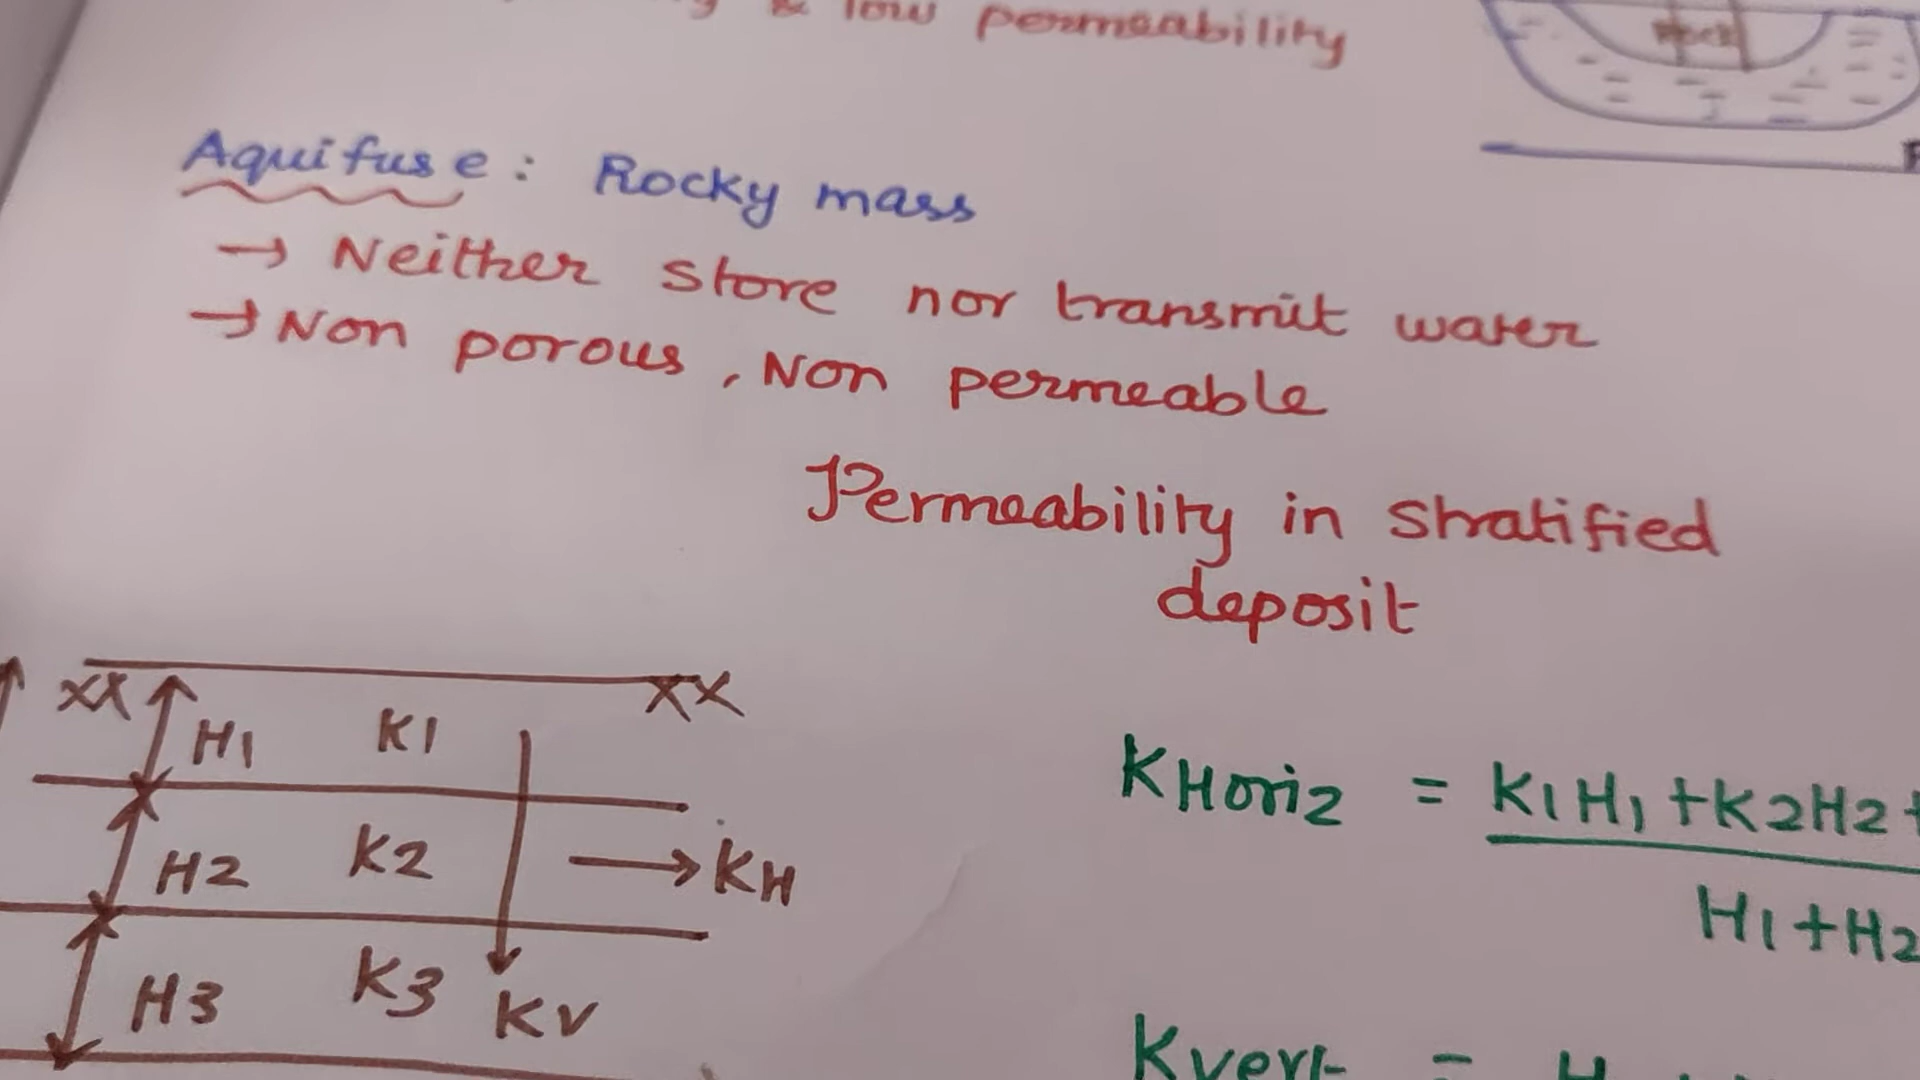 & low permeability
Rock
Aquifuse : Rocky mass
→ Neither store nor transmit water
→ Non porous, Non permeable
Permeability in stratified
deposit
XX XX
H1 K1
H2 K2 → KH
H3 K3 KV
KHoriz = K1H1 + K2H2 +
H1 + H2
Kvert = H